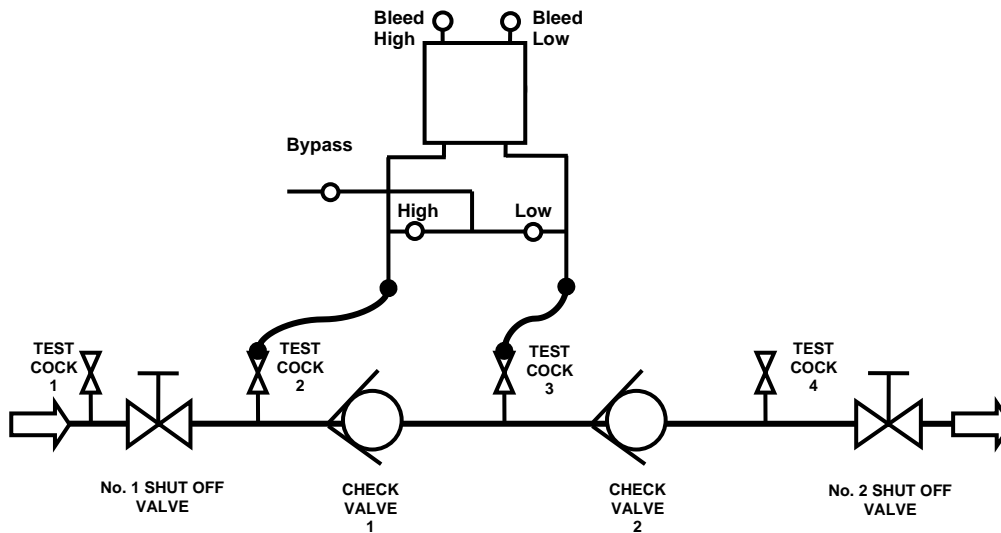 Bleed
High
Bleed
Low
Bypass
High
Low
TEST
COCK
1
TEST
COCK
2
TEST
COCK
3
TEST
COCK
4
No. 1 SHUT OFF
VALVE
CHECK
VALVE
1
CHECK
VALVE
2
No. 2 SHUT OFF
VALVE